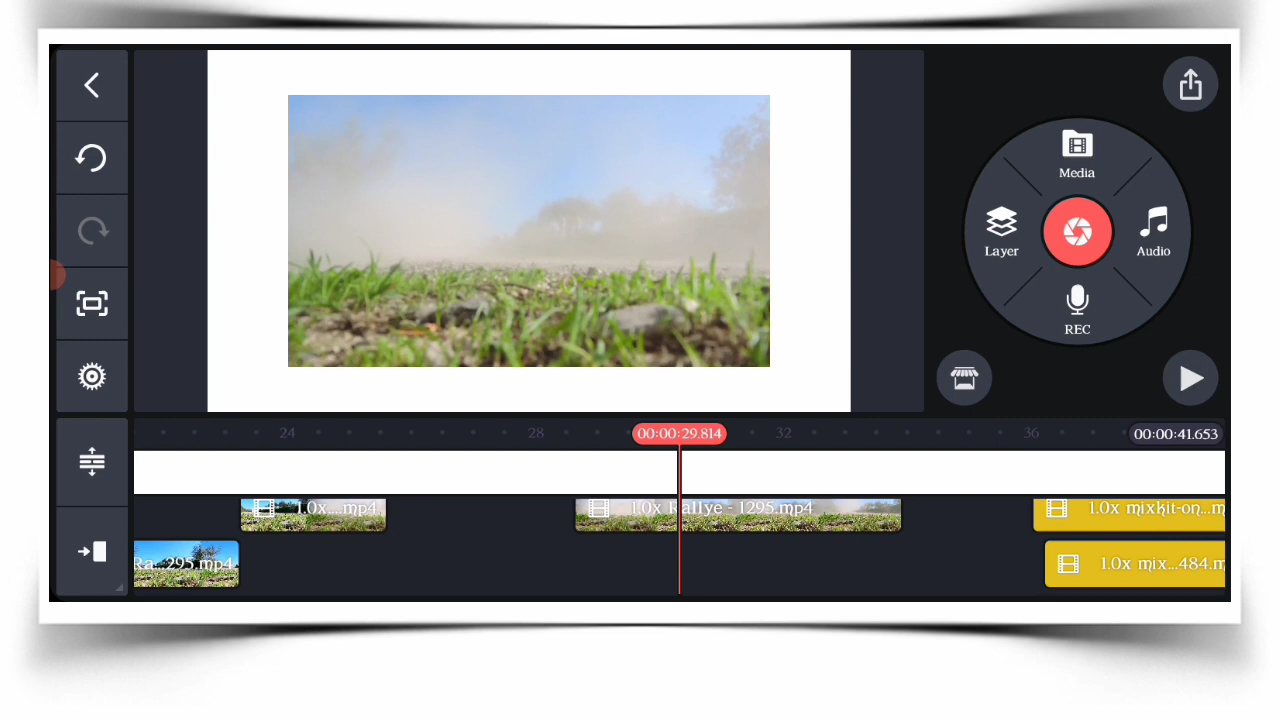 Media
Layer
Audio
REC
24
28
00:00:29.814
32
36
00:00:41.653
1.0x...mp4
1.0x Rallye - 1295.mp4
1.0x mixkit-on...m
Ra...295.mp4
1.0x mix...484.m